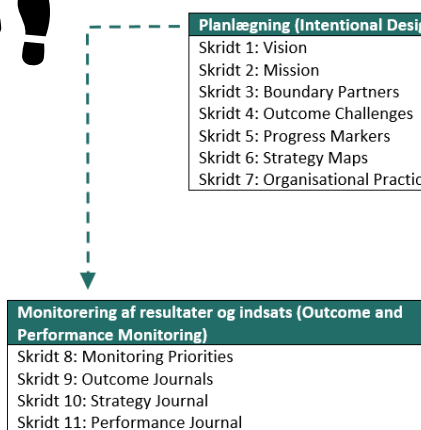 Planlægning (Intentional
Skridt 1: Vision
Skridt 2: Mission
Skridt 3: Boundary Partners
Skridt 4: Outcome Challenges
Skridt 5: Progress Markers
Skridt 6: Strategy Maps
Skridt 7: Organisational
Monitorering af resultater og indsats (Outcome and
Performance Monitoring)
Skridt 8: Monitoring Priorities
Skridt 9: Outcome Journals
Skridt 10: Strategy Journal
Skridt 11: Performance Journal